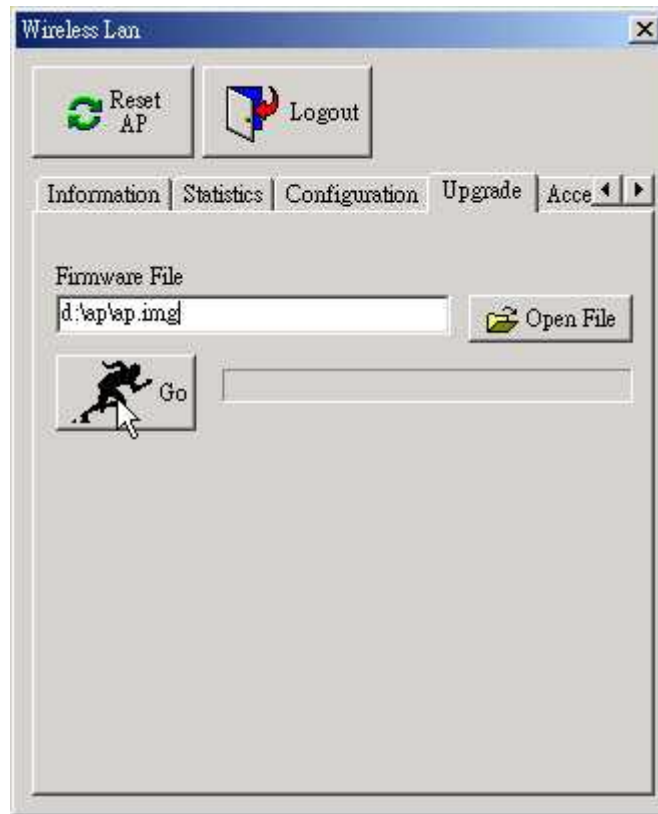 Wireless Lan
Reset
AP
Logout
Information Statistics Configuration Upgrade Acce
Firmware File
d:\ap\ap.img
Open File
Go